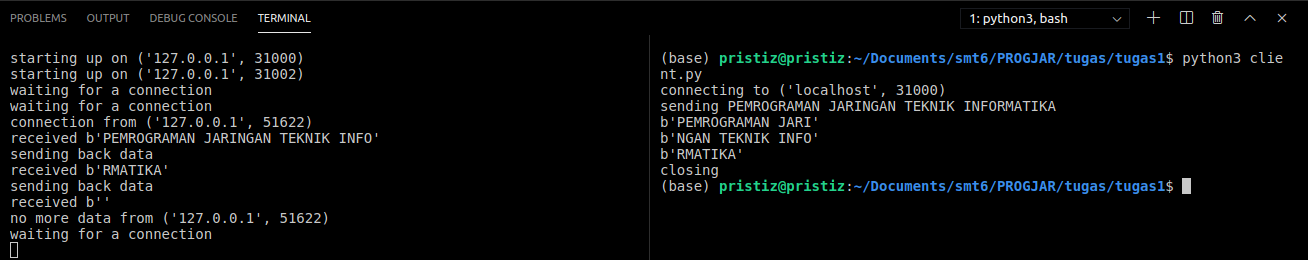 PROBLEMS OUTPUT DEBUG CONSOLE TERMINAL 1: python3, bash
starting up on ('127.0.0.1', 31000)
starting up on ('127.0.0.1', 31002)
waiting for a connection
waiting for a connection
connection from ('127.0.0.1', 51622)
received b'PEMROGRAMAN JARINGAN TEKNIK INFO'
sending back data
received b'RMATIKA'
sending back data
received b''
no more data from ('127.0.0.1', 51622)
waiting for a connection
(base) pristiz@pristiz:~/Documents/smt6/PROGJAR/tugas/tugas1$ python3 clie
nt.py
connecting to ('localhost', 31000)
sending PEMROGRAMAN JARINGAN TEKNIK INFORMATIKA
b'PEMROGRAMAN JARI'
b'NGAN TEKNIK INFO'
b'RMATIKA'
closing
(base) pristiz@pristiz:~/Documents/smt6/PROGJAR/tugas/tugas1$